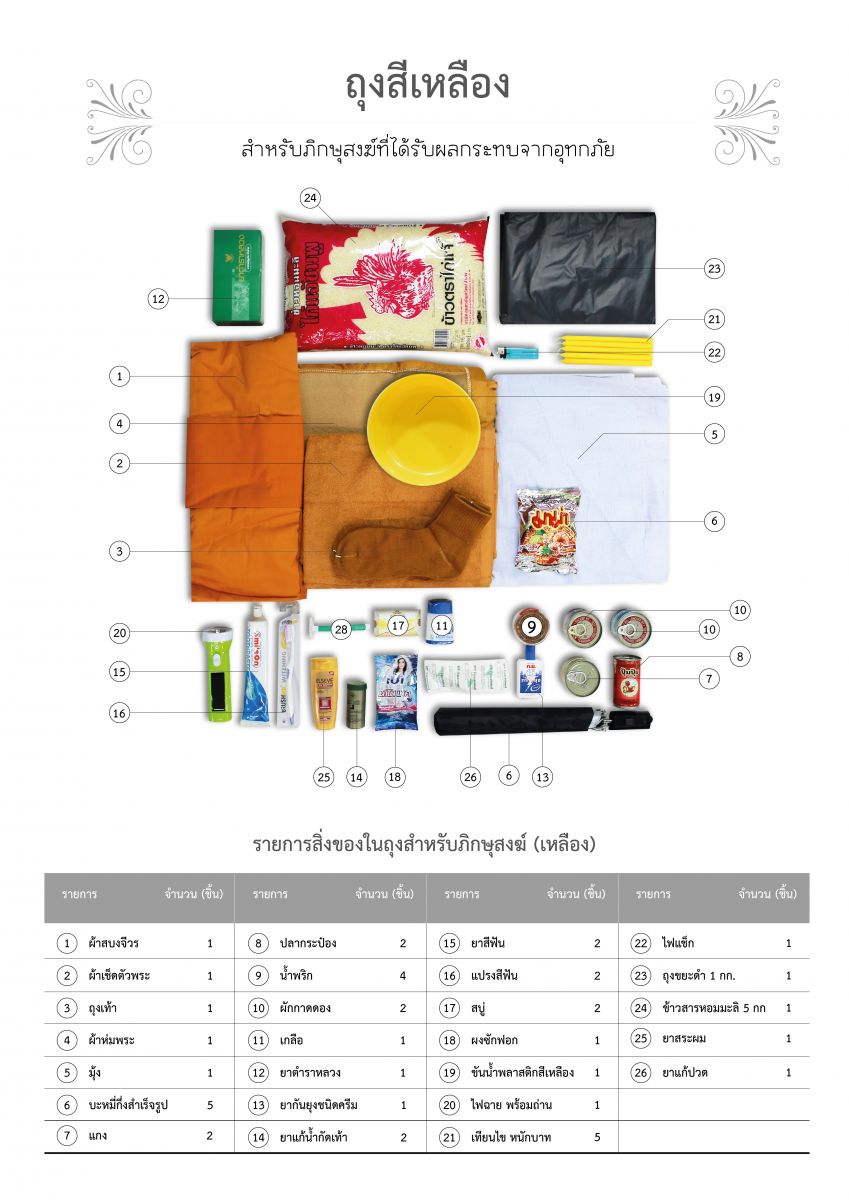 ถุงสีเหลือง
สำหรับภิกษุสงฆ์ที่ได้รับผลกระทบจากอุทกภัย
24
12
23
21
22
1
19
4
5
2
มาม่า
6
3
20
28
17
11
9
10
10
8
15
7
16
25
14
18
26
6
13
รายการสิ่งของในถุงสำหรับภิกษุสงฆ์ (เหลือง)
รายการ จำนวน (ชิ้น) รายการ จำนวน (ชิ้น) รายการ จำนวน (ชิ้น) รายการ จำนวน (ชิ้น)
1 ผ้าสบงจีวร 1 8 ปลากระป๋อง 2 15 ยาสีฟัน 2 22 ไฟแช็ก 1
2 ผ้าเช็ดตัวพระ 1 9 น้ำพริก 4 16 แปรงสีฟัน 2 23 ถุงขยะดำ 1 กก. 1
3 ถุงเท้า 1 10 ผักกาดดอง 2 17 สบู่ 2 24 ข้าวสารหอมมะลิ 5 กก 1
4 ผ้าห่มพระ 1 11 เกลือ 1 18 ผงซักฟอก 1 25 ยาสระผม 1
5 มุ้ง 1 12 ยาตำราหลวง 1 19 ขันน้ำพลาสติกสีเหลือง 1 26 ยาแก้ปวด 1
6 บะหมี่กึ่งสำเร็จรูป 5 13 ยากันยุงชนิดครีม 1 20 ไฟฉาย พร้อมถ่าน 1
7 แกง 2 14 ยาแก้น้ำกัดเท้า 2 21 เทียนไข หนักบาท 5